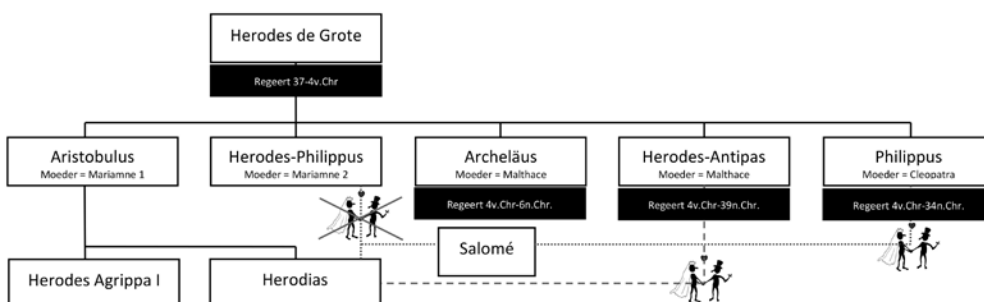 Herodes de Grote
Regeert 37-4v.Chr
Aristobulus
Moeder = Mariamne 1
Herodes-Philippus
Moeder = Mariamne 2
Archeläus
Moeder = Malthace
Regeert 4v.Chr-6n.Chr.
Herodes-Antipas
Moeder = Malthace
Regeert 4v.Chr-39n.Chr.
Philippus
Moeder = Cleopatra
Regeert 4v.Chr-34n.Chr.
Salomé
Herodes Agrippa I
Herodias